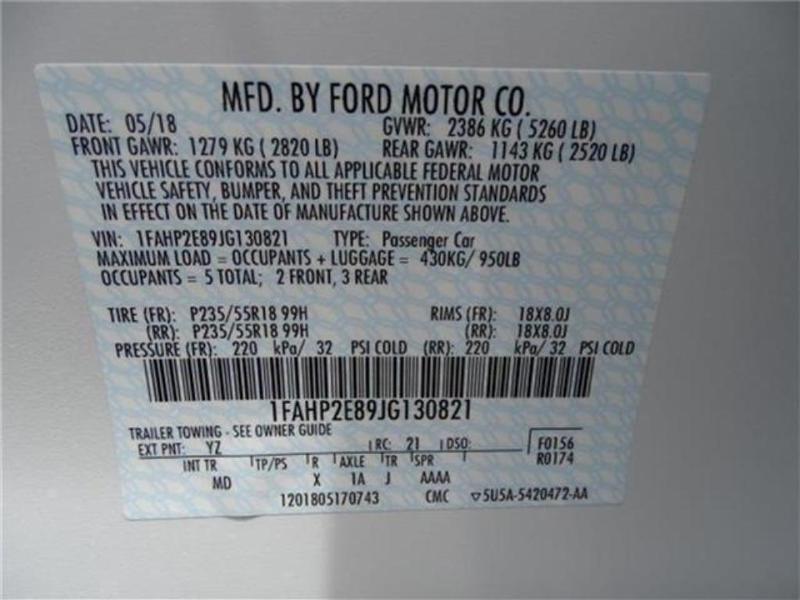 MFD. BY FORD MOTOR CO.
DATE: 05/18 GVWR: 2386 KG ( 5260 LB)
FRONT GAWR: 1279 KG ( 2820 LB) REAR GAWR: 1143 KG ( 2520 LB)
THIS VEHICLE CONFORMS TO ALL APPLICABLE FEDERAL MOTOR
VEHICLE SAFETY, BUMPER, AND THEFT PREVENTION STANDARDS
IN EFFECT ON THE DATE OF MANUFACTURE SHOWN ABOVE.
VIN: 1FAHP2E89JG130821 TYPE: Passenger Car
MAXIMUM LOAD = OCCUPANTS + LUGGAGE = 430KG/ 950LB
OCCUPANTS = 5 TOTAL; 2 FRONT, 3 REAR
TIRE (FR): P235/55R18 99H RIMS (FR): 18X8.0J
(RR): P235/55R18 99H (RR): 18X8.0J
PRESSURE (FR): 220 kPa/ 32 PSI COLD (RR): 220 kPa/ 32 PSI COLD
1FAHP2E89JG130821
TRAILER TOWING - SEE OWNER GUIDE
EXT PNT: YZ RC: 21 DSO: F0156
INT TR TP/PS R AXLE TR SPR R0174
MD X 1A J AAAA
1201805170743 CMC ▽5U5A-5420472-AA